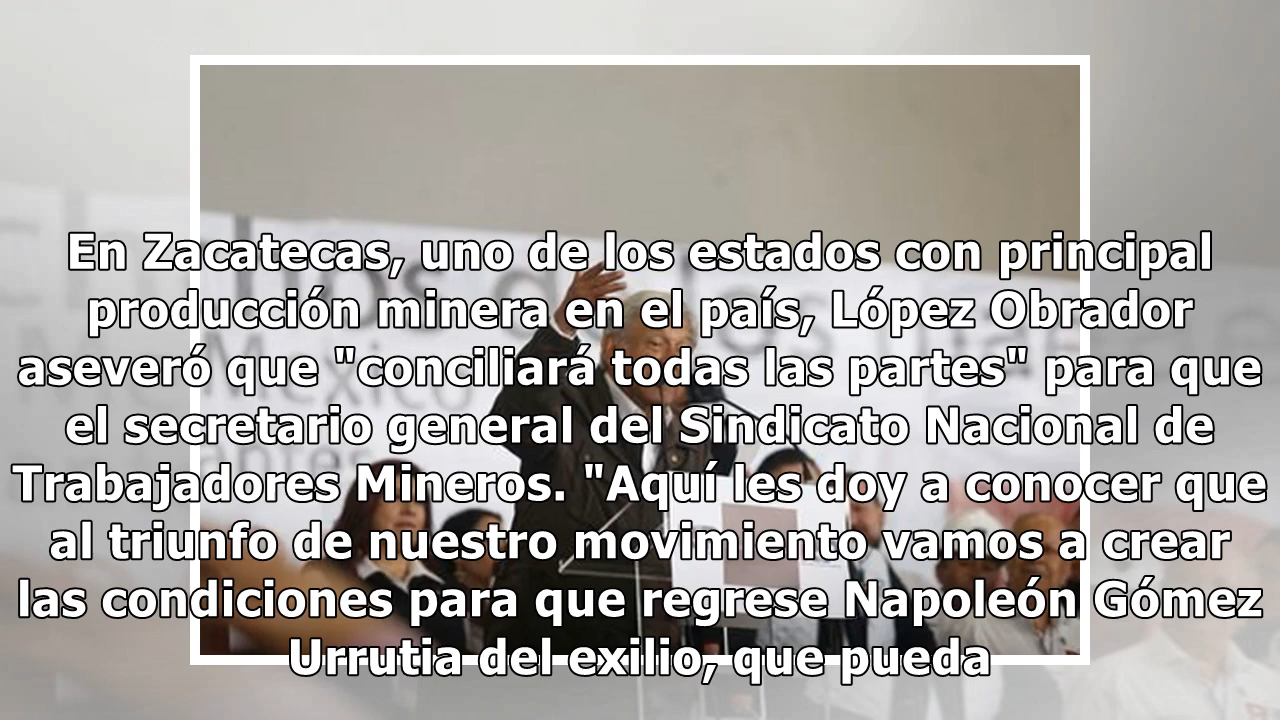 En Zacatecas, uno de los estados con principal
producción minera en el país, López Obrador
aseveró que "conciliará todas las partes" para que
el secretario general del Sindicato Nacional de
Trabajadores Mineros. "Aquí les doy a conocer que
al triunfo de nuestro movimiento vamos a crear
las condiciones para que regrese Napoleón Gómez
Urrutia del exilio, que pueda